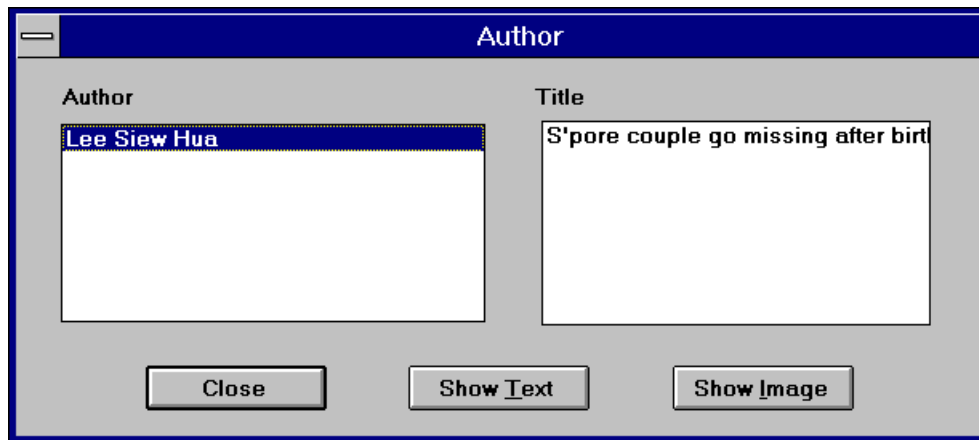 Author
Author
Title
Lee Siew Hua
S'pore couple go missing after birt
Close
Show Text
Show Image